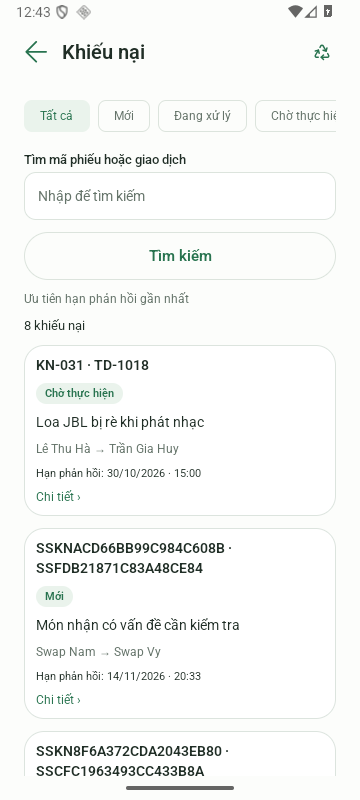 12:43
Khiếu nại
Tất cả
Mới
Đang xử lý
Chờ thực hiệ
Tìm mã phiếu hoặc giao dịch
Nhập để tìm kiếm
Tìm kiếm
Ưu tiên hạn phản hồi gần nhất
8 khiếu nại
KN-031 · TD-1018
Chờ thực hiện
Loa JBL bị rè khi phát nhạc
Lê Thu Hà → Trần Gia Huy
Hạn phản hồi: 30/10/2026 · 15:00
Chi tiết ›
SSKNACD66BB99C984C608B ·
SSFDB21871C83A48CE84
Mới
Món nhận có vấn đề cần kiểm tra
Swap Nam → Swap Vy
Hạn phản hồi: 14/11/2026 · 20:33
Chi tiết ›
SSKN8F6A372CDA2043EB80 ·
SSCFC1963493CC433B8A